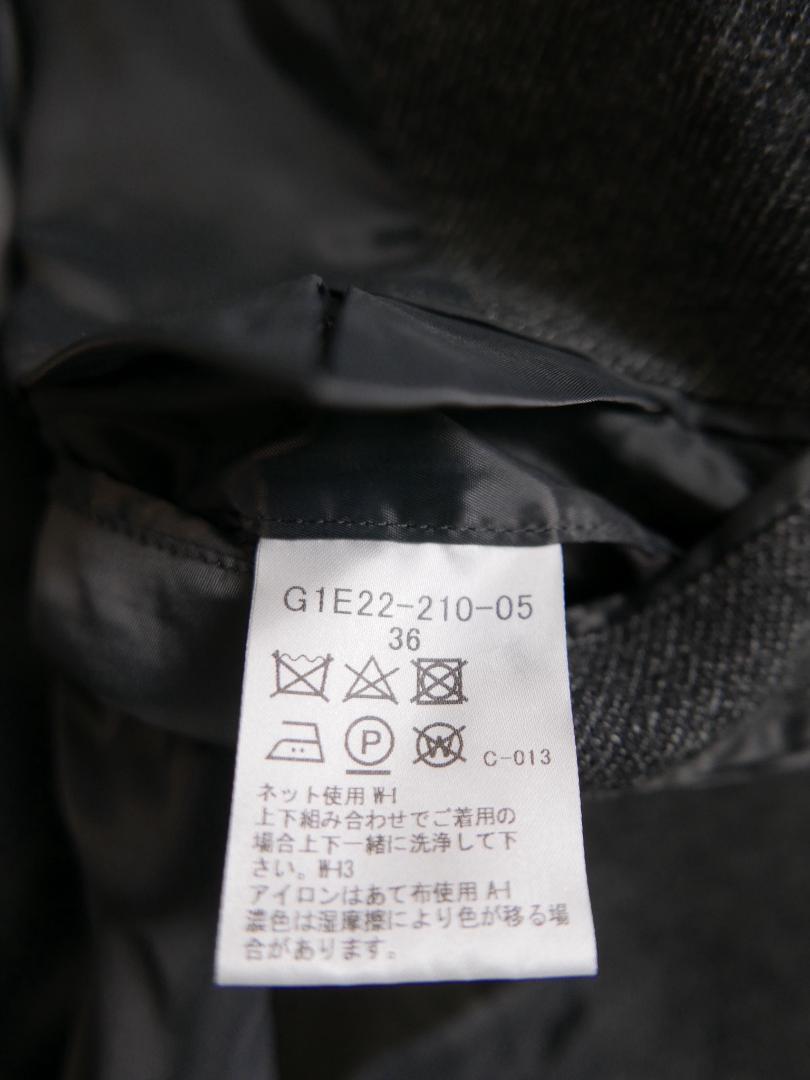 G1E22-210-05
36
P W C-013
ネット使用 W-1
上下組み合わせでご着用の
場合上下一緒に洗浄して下
さい。W-13
アイロンはあて布使用 A-1
濃色は湿摩擦により色が移る場
合があります。